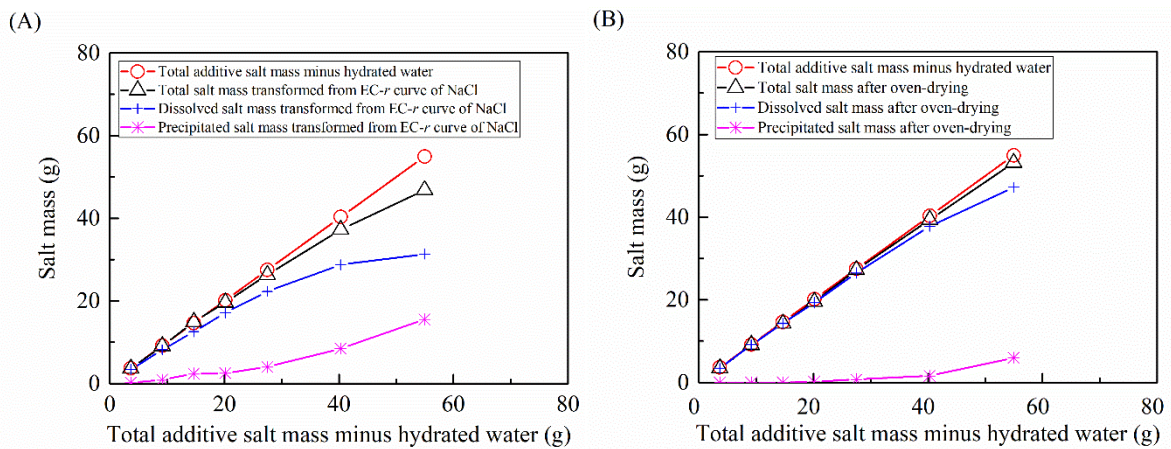 (A)
80
60
40
20
0
Salt mass (g)
Total additive salt mass minus hydrated water
Total salt mass transformed from EC-r curve of NaCl
Dissolved salt mass transformed from EC-r curve of NaCl
Precipitated salt mass transformed from EC-r curve of NaCl
0 20 40 60 80
Total additive salt mass minus hydrated water (g)
(B)
80
60
40
20
0
Salt mass (g)
Total additive salt mass minus hydrated water
Total salt mass after oven-drying
Dissolved salt mass after oven-drying
Precipitated salt mass after oven-drying
0 20 40 60 80
Total additive salt mass minus hydrated water (g)